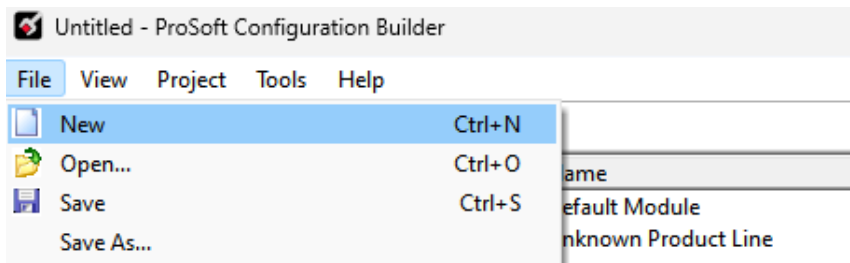 Untitled - ProSoft Configuration Builder
File View Project Tools Help
New Ctrl+N
Open... Ctrl+O
ame
Save Ctrl+S
efault Module
Save As...
nknown Product Line